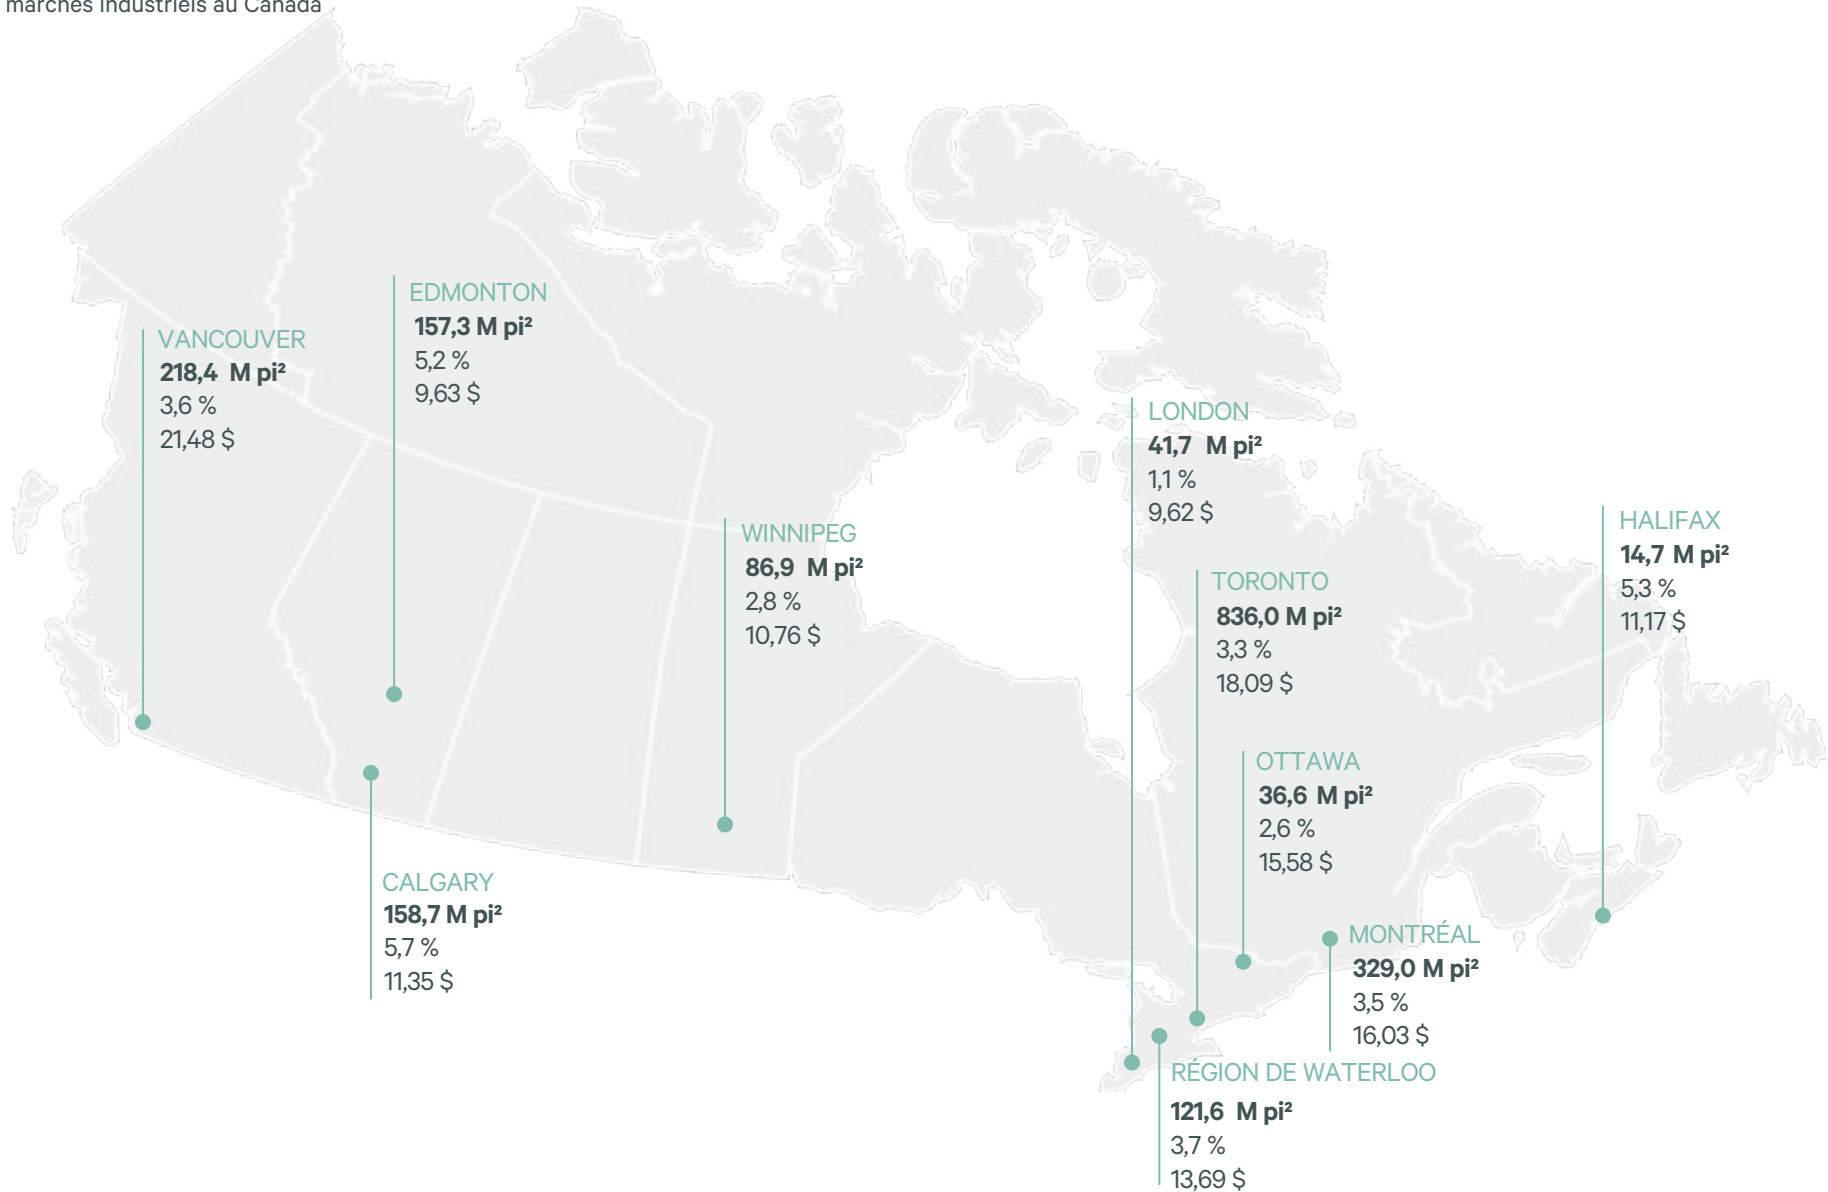 marchés industriels au Canada
EDMONTON
157,3 M pi²
5,2 %
9,63 $
VANCOUVER
218,4 M pi²
3,6 %
21,48 $
LONDON
41,7 M pi²
1,1 %
9,62 $
HALIFAX
14,7 M pi²
5,3 %
11,17 $
WINNIPEG
86,9 M pi²
2,8 %
10,76 $
TORONTO
836,0 M pi²
3,3 %
18,09 $
OTTAWA
36,6 M pi²
2,6 %
15,58 $
CALGARY
158,7 M pi²
5,7 %
11,35 $
MONTRÉAL
329,0 M pi²
3,5 %
16,03 $
RÉGION DE WATERLOO
121,6 M pi²
3,7 %
13,69 $